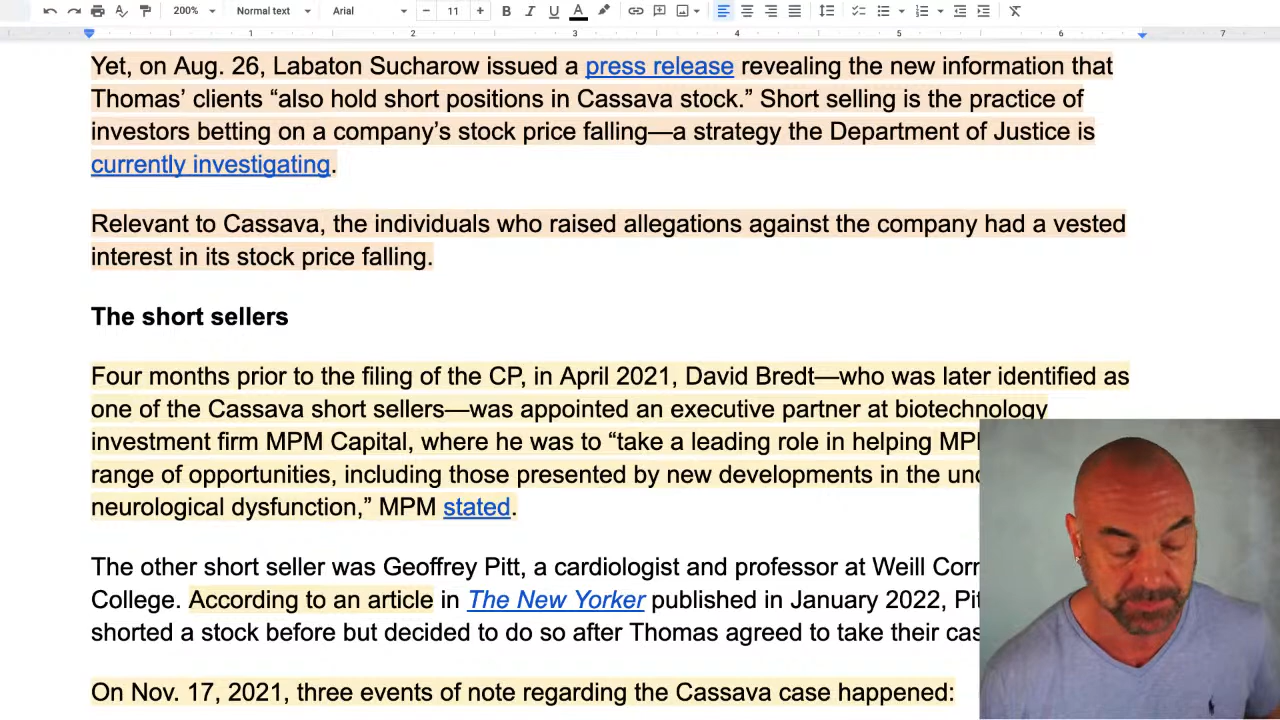 200% Normal text Arial 11 B I U A
1 2 3 4 5 6 7
Yet, on Aug. 26, Labaton Sucharow issued a press release revealing the new information that
Thomas’ clients “also hold short positions in Cassava stock.” Short selling is the practice of
investors betting on a company’s stock price falling—a strategy the Department of Justice is
currently investigating.
Relevant to Cassava, the individuals who raised allegations against the company had a vested
interest in its stock price falling.
The short sellers
Four months prior to the filing of the CP, in April 2021, David Bredt—who was later identified as
one of the Cassava short sellers—was appointed an executive partner at biotechnology
investment firm MPM Capital, where he was to “take a leading role in helping
range of opportunities, including those presented by new developments in the
neurological dysfunction,” MPM stated.
The other short seller was Geoffrey Pitt, a cardiologist and professor at Weill
College. According to an article in The New Yorker published in January 2022,
shorted a stock before but decided to do so after Thomas agreed to take their
On Nov. 17, 2021, three events of note regarding the Cassava case happened: